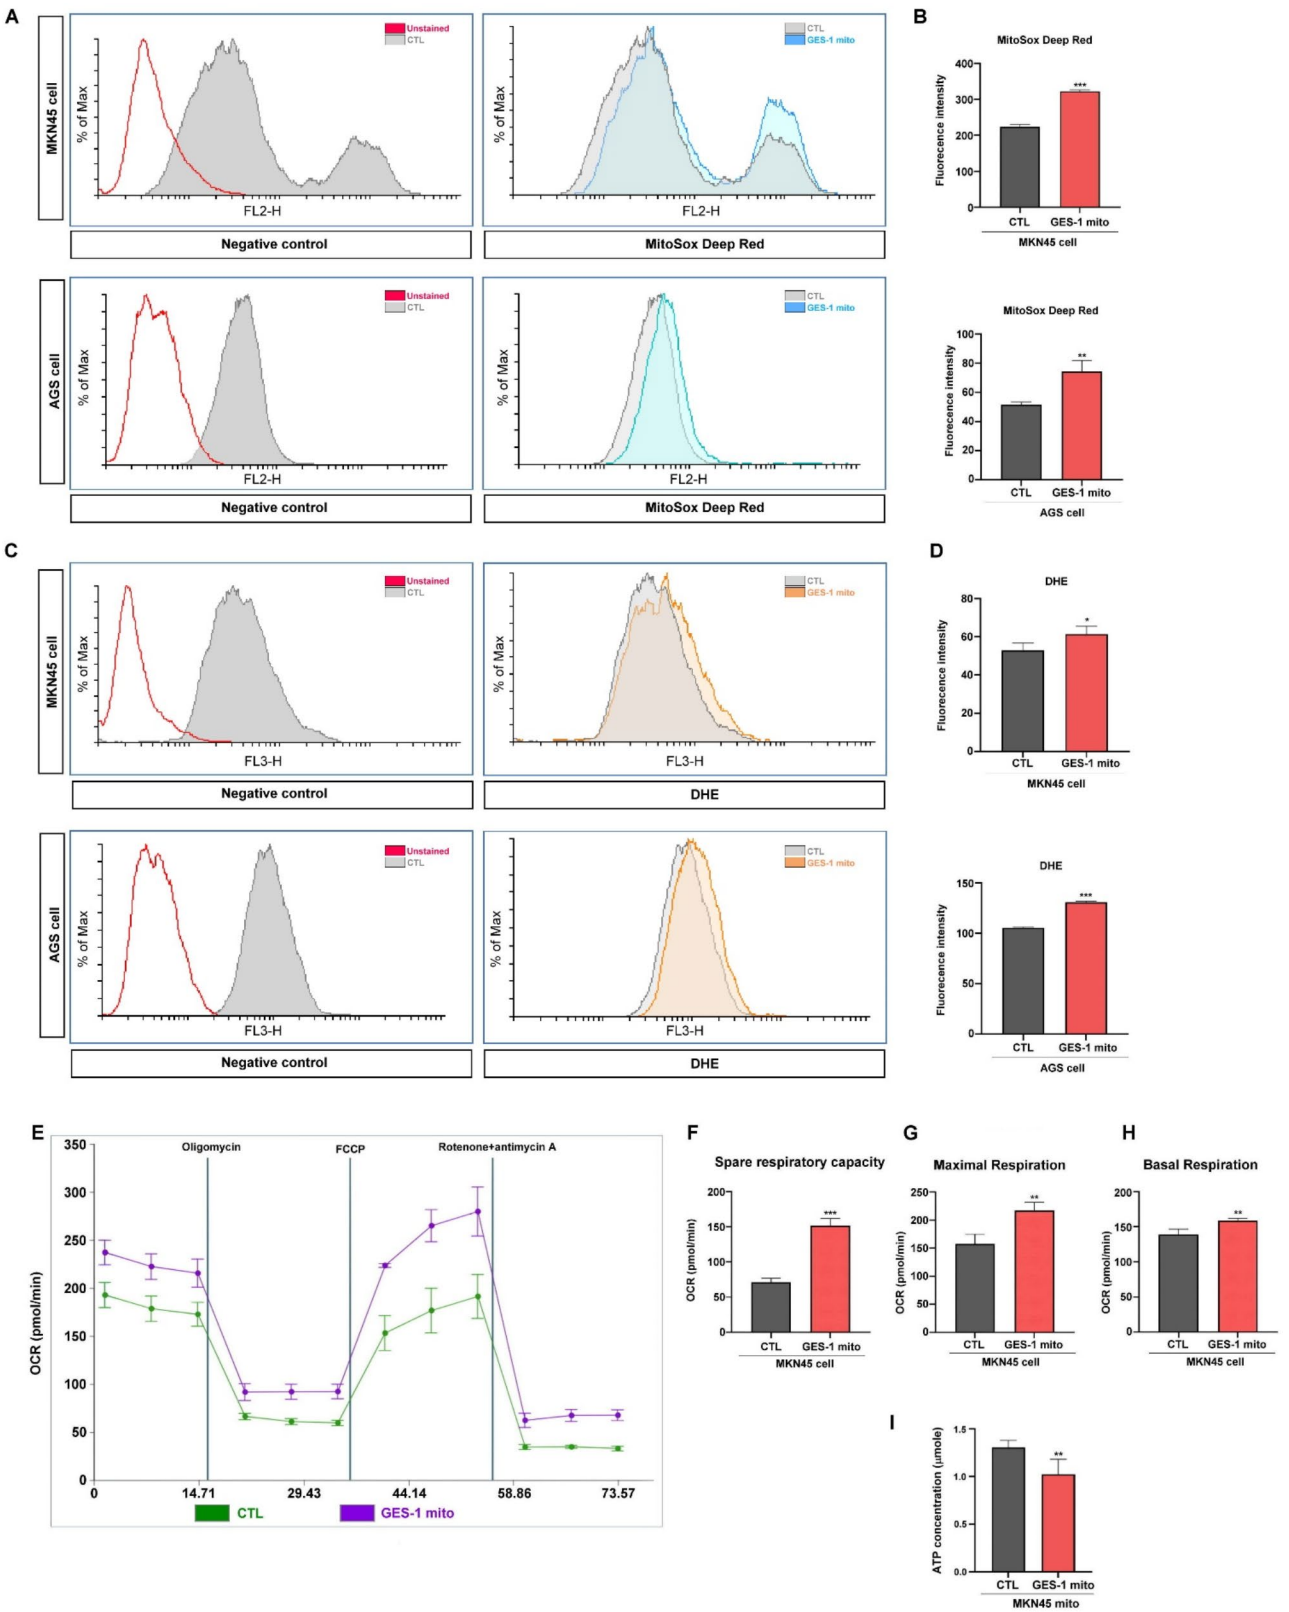 A
MKN45 cell
% of Max
Unstained
CTL
FL2-H
Negative control
% of Max
CTL
GES-1 mito
FL2-H
MitoSox Deep Red
B
MitoSox Deep Red
Fluorecence intensity
400
300
200
100
0
***
CTL GES-1 mito
MKN45 cell
AGS cell
% of Max
Unstained
CTL
FL2-H
Negative control
% of Max
CTL
GES-1 mito
FL2-H
MitoSox Deep Red
MitoSox Deep Red
Fluorecence intensity
100
80
60
40
20
0
**
CTL GES-1 mito
AGS cell
C
MKN45 cell
% of Max
Unstained
CTL
FL3-H
Negative control
% of Max
CTL
GES-1 mito
FL3-H
DHE
D
DHE
Fluorecence intensity
80
60
40
20
0
*
CTL GES-1 mito
MKN45 cell
AGS cell
% of Max
Unstained
CTL
FL3-H
Negative control
% of Max
CTL
GES-1 mito
FL3-H
DHE
DHE
Fluorecence intensity
150
100
50
0
***
CTL GES-1 mito
AGS cell
E
OCR (pmol/min)
350
300
250
200
150
100
50
0
Oligomycin FCCP Rotenone+antimycin A
0 14.71 29.43 44.14 58.86 73.57
CTL GES-1 mito
F
Spare respiratory capacity
OCR (pmol/min)
200
150
100
50
0
***
CTL GES-1 mito
MKN45 cell
G
Maximal Respiration
OCR (pmol/min)
250
200
150
100
50
0
**
CTL GES-1 mito
MKN45 cell
H
Basal Respiration
OCR (pmol/min)
200
150
100
50
0
**
CTL GES-1 mito
MKN45 cell
I
ATP concentration (µmole)
1.5
1.0
0.5
0.0
**
CTL GES-1 mito
MKN45 mito